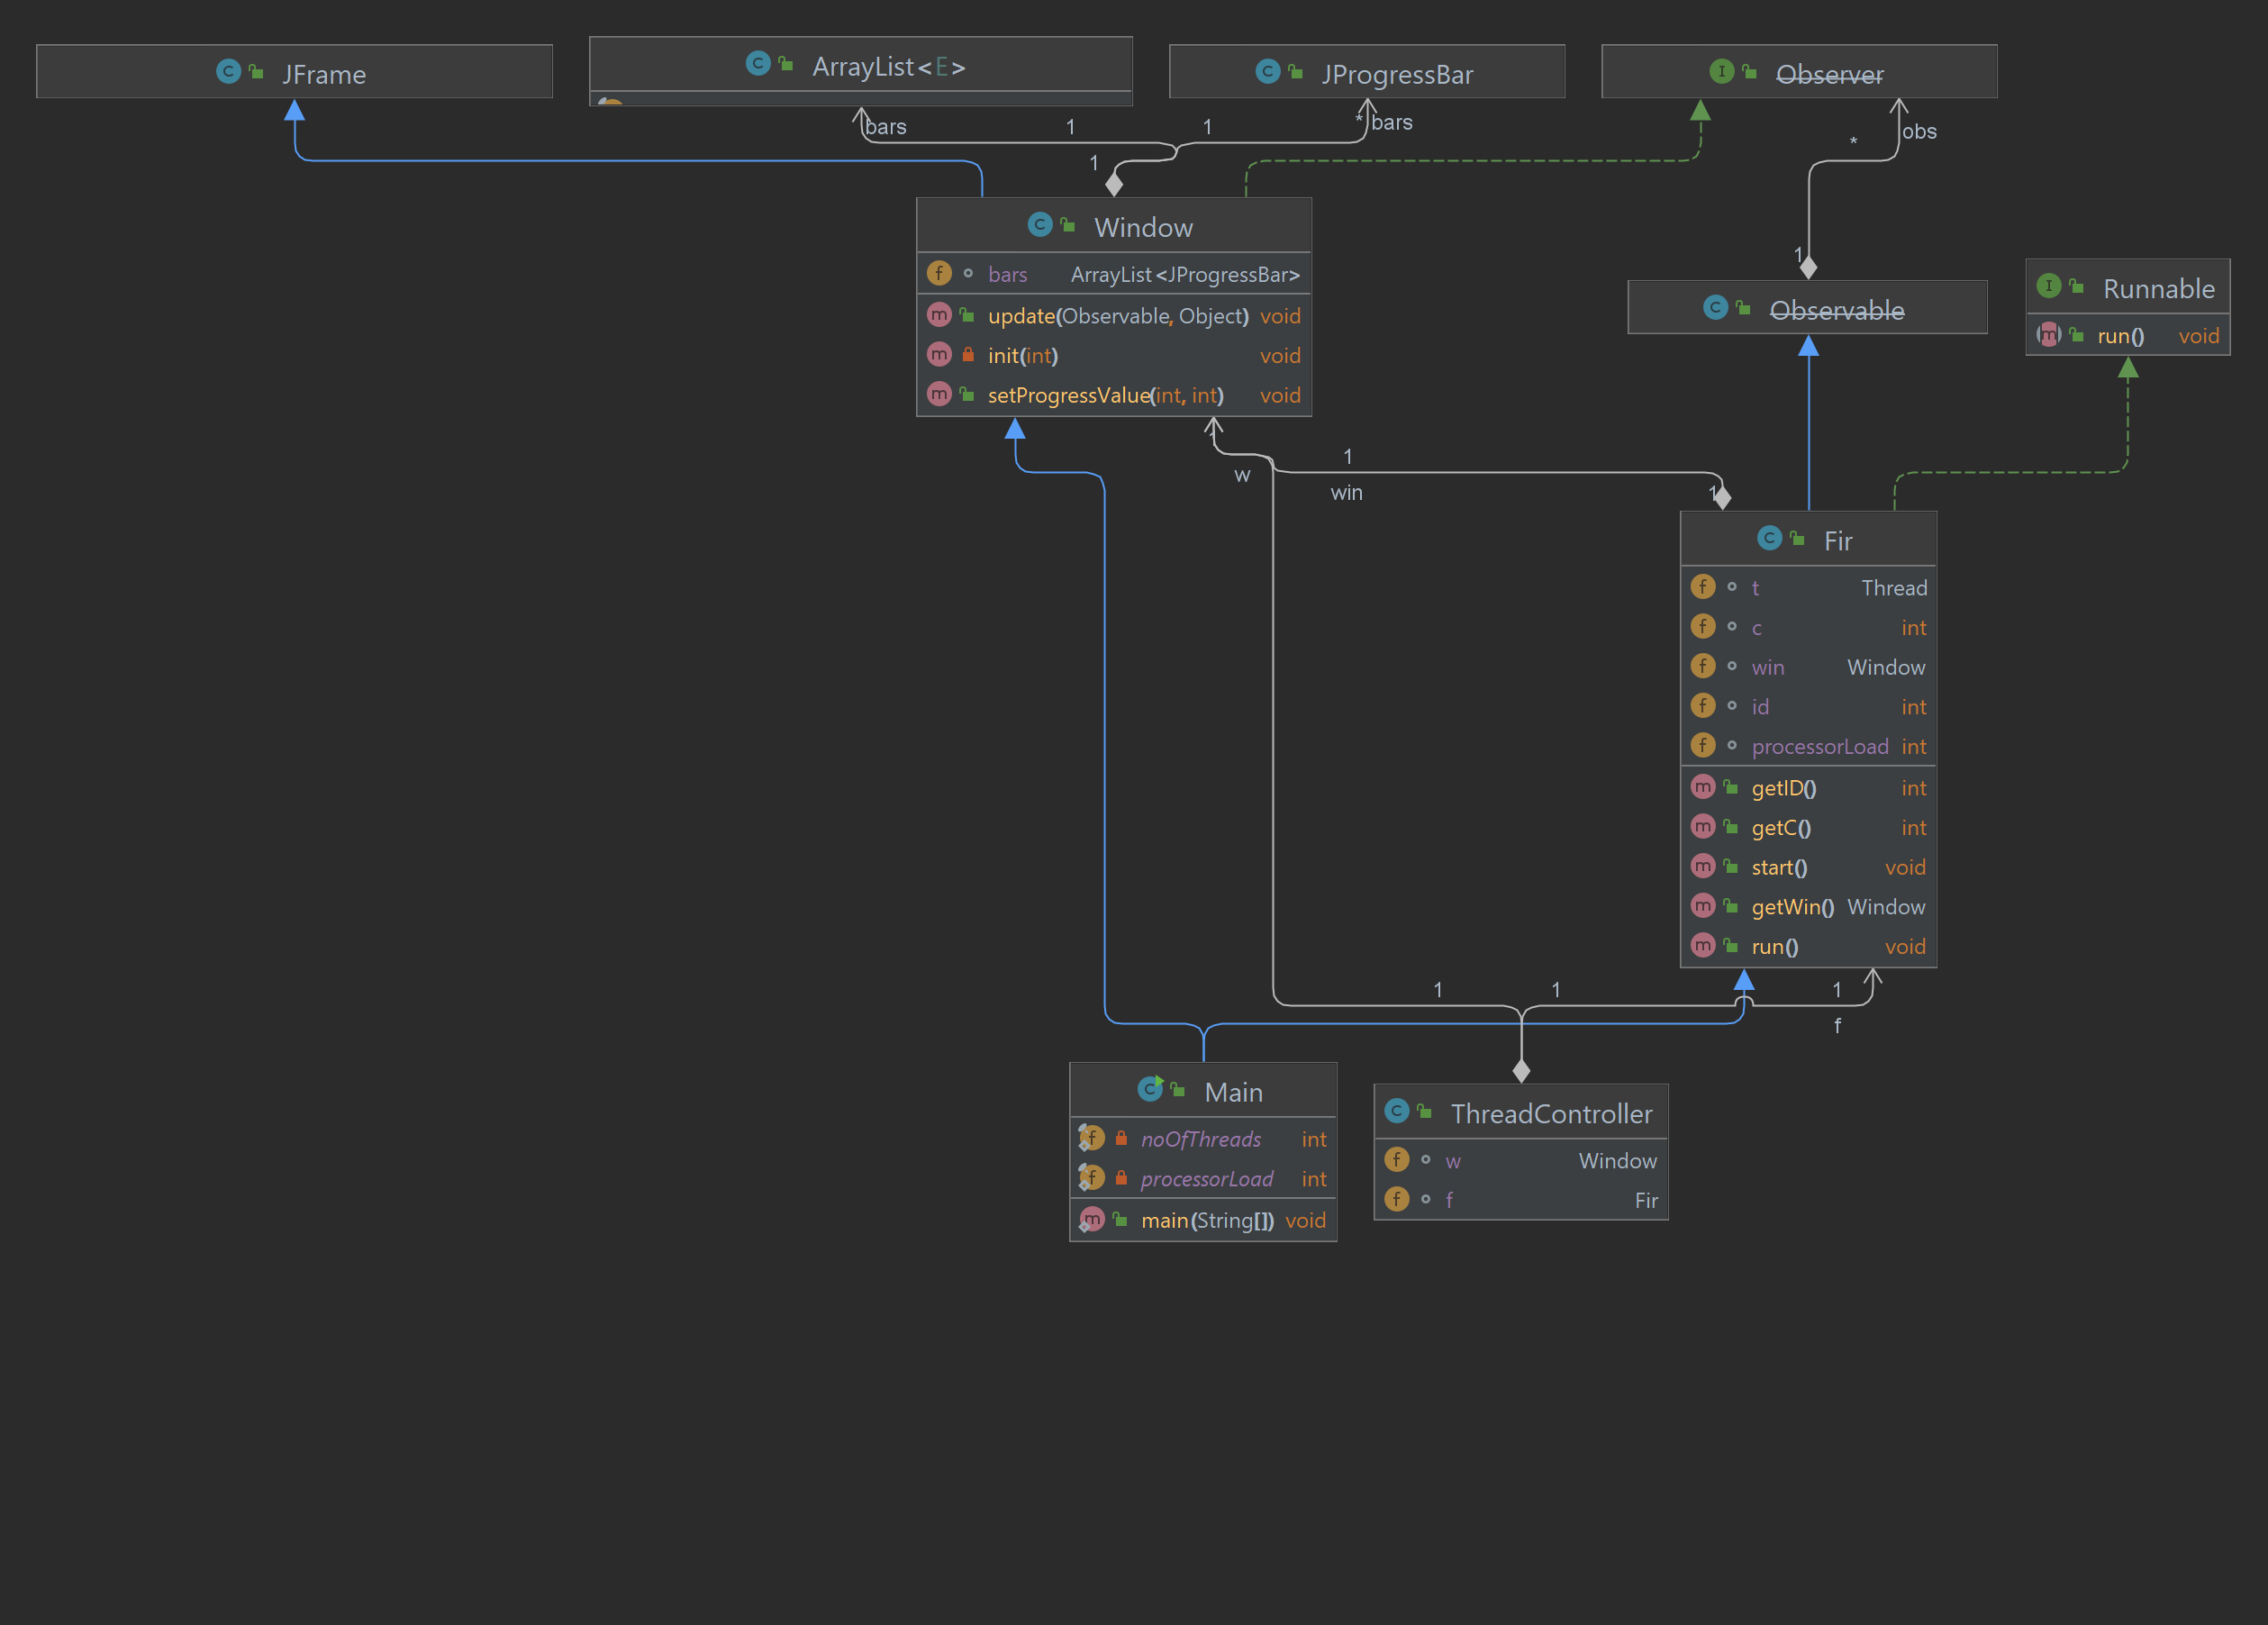 JFrame
ArrayList<E>
JProgressBar
Observer
bars
1
1
* bars
1
*
obs
Window
bars ArrayList<JProgressBar>
update(Observable, Object) void
init(int) void
setProgressValue(int, int) void
1
Observable
Runnable
run() void
1
w
1
win
1
Fir
t Thread
c int
win Window
id int
processorLoad int
getID() int
getC() int
start() void
getWin() Window
run() void
1
1
1
f
Main
noOfThreads int
processorLoad int
main(String[]) void
ThreadController
w Window
f Fir